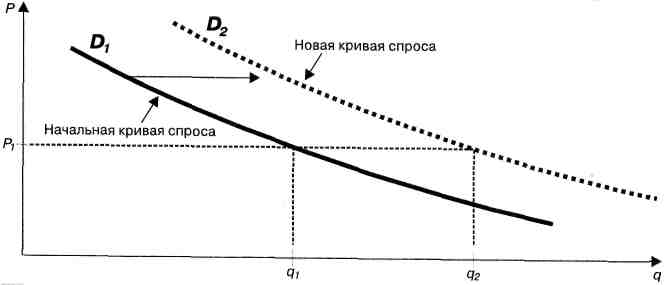 P
D₁
D₂
Новая кривая спроса
Начальная кривая спроса
P₁
q₁
q₂
q